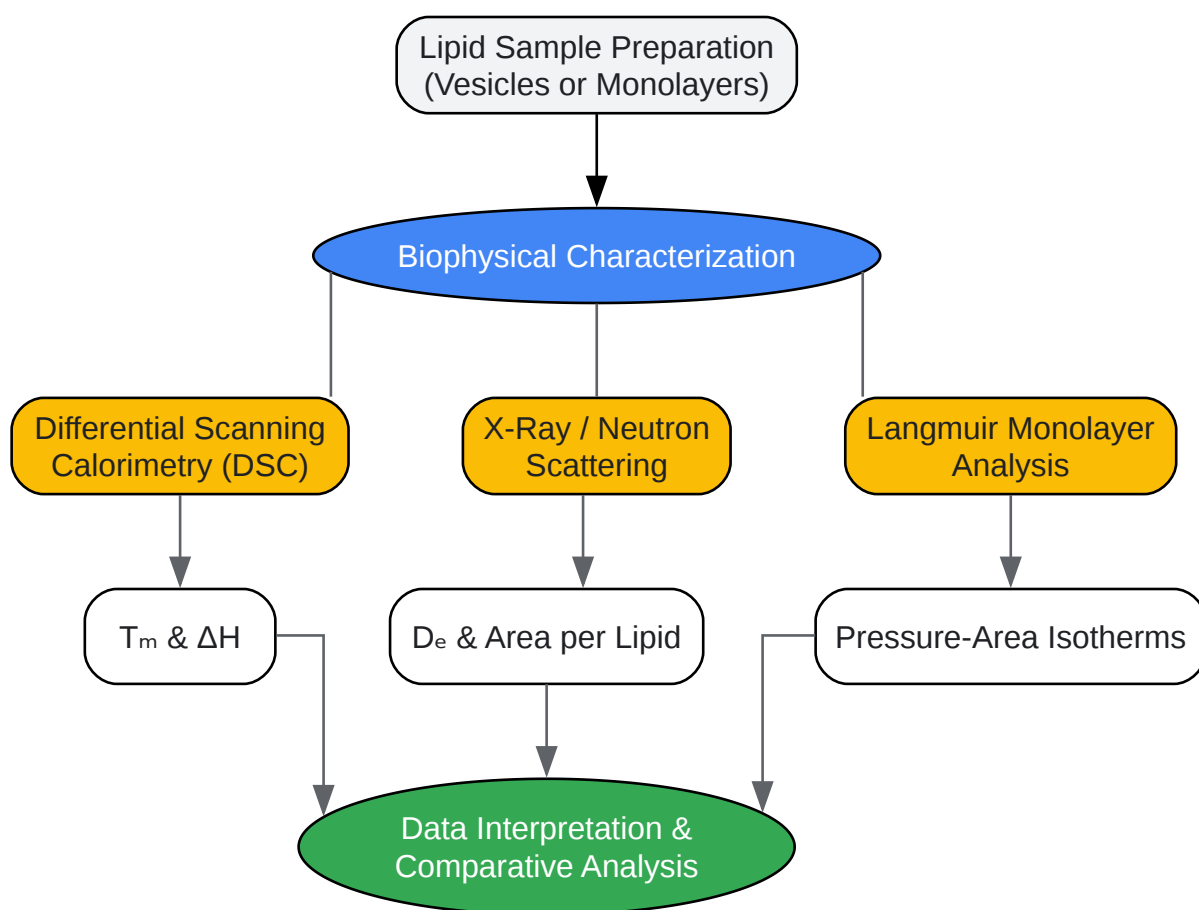 Lipid Sample Preparation
(Vesicles or Monolayers)
Biophysical Characterization
Differential Scanning
Calorimetry (DSC)
X-Ray / Neutron
Scattering
Langmuir Monolayer
Analysis
Tₘ & ΔH
Dₑ & Area per Lipid
Pressure-Area Isotherms
Data Interpretation &
Comparative Analysis